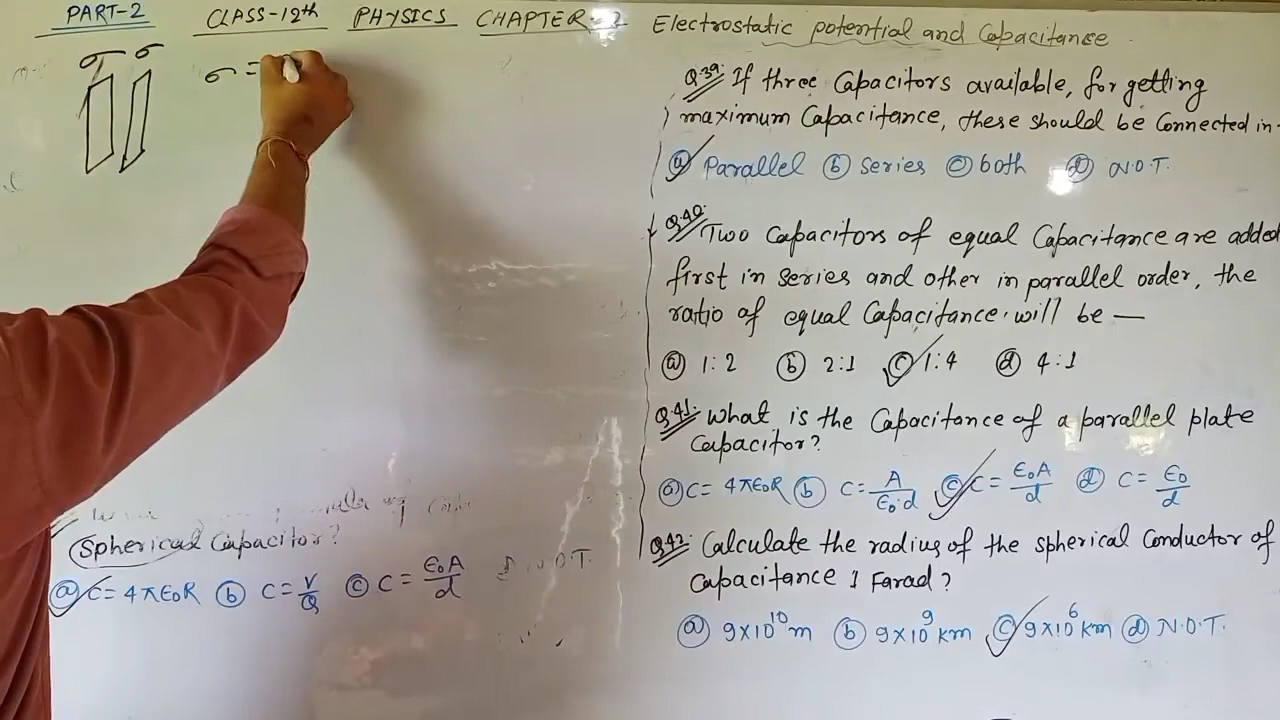 PART-2 CLASS-12th PHYSICS CHAPTER-2 Electrostatic potential and Capacitance
σ σ
σ =
Spherical Capacitor?
ⓐ C = 4πε₀R ⓑ C = V/Q ⓒ C = ε₀A/d N.O.T.
Q.39. If three Capacitors available, for getting
maximum Capacitance, these should be Connected in-
ⓐ Parallel ⓑ Series ⓒ both ⓓ N.O.T.
Q.40. Two Capacitors of equal Capacitance are added
first in series and other in parallel order, the
ratio of equal Capacitance will be —
ⓐ 1:2 ⓑ 2:1 ⓒ 1:4 ⓓ 4:1
Q.41. What is the Capacitance of a parallel plate
Capacitor?
ⓐ C = 4πε₀R ⓑ C = A/ε₀·d ⓒ C = ε₀A/d ⓓ C = ε₀/d
Q.42. Calculate the radius of the spherical Conductor of
Capacitance 1 Farad?
ⓐ 9×10¹⁰ m ⓑ 9×10⁹ km ⓒ 9×10⁶ km ⓓ N.O.T.